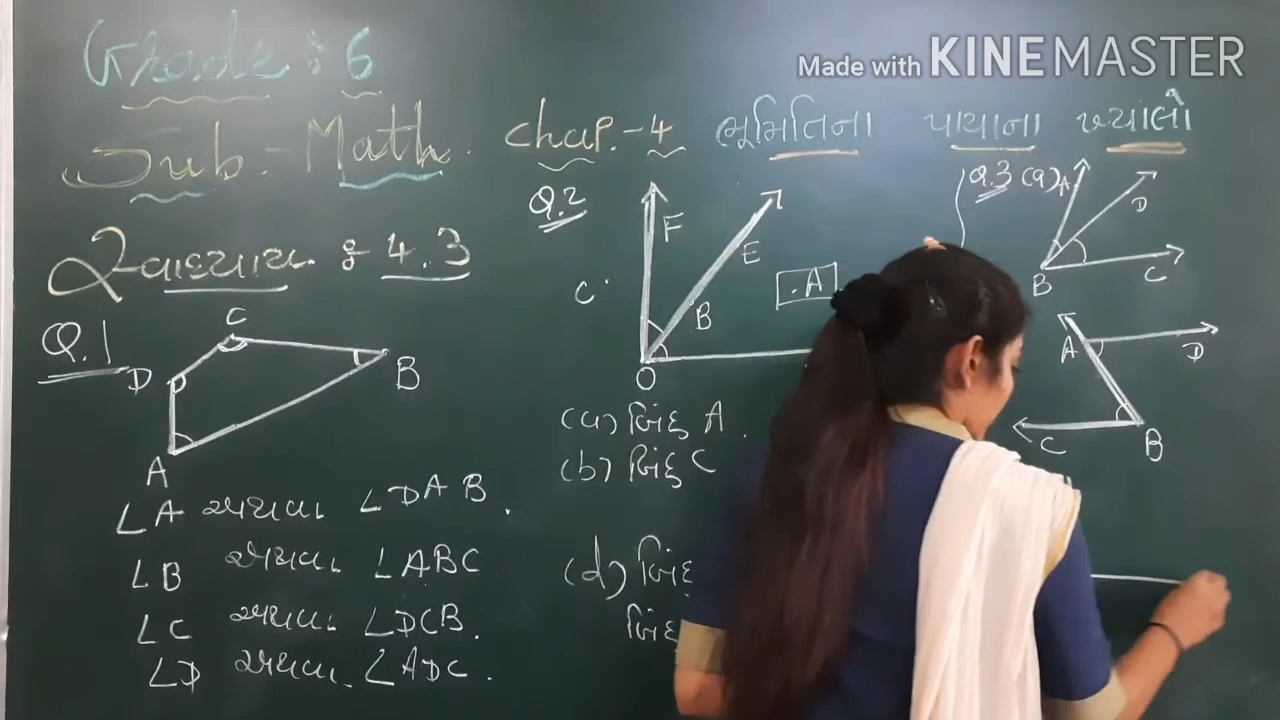 Made with KINEMASTER
Grade : 6
Sub. - Math.
Chap. - 4 ભૂમિતિના પાયાના ખ્યાલો
સ્વાધ્યાય : 4.3
Q.1
C
D
B
A
∠A અથવા ∠DAB.
∠B અથવા ∠ABC
∠C અથવા ∠DCB.
∠D અથવા ∠ADC.
Q.2
F
E
C
.A
B
O
(a) બિંદુ A.
(b) બિંદુ C
(d) બિંદુ
બિંદુ
Q.3 (a)
A
D
B
C
A
D
C
B